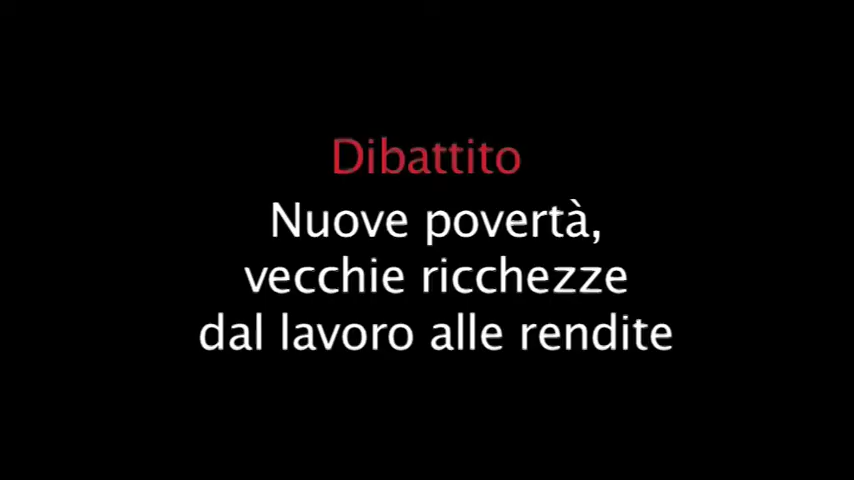 Dibattito
Nuove povertà,
vecchie ricchezze
dal lavoro alle rendite